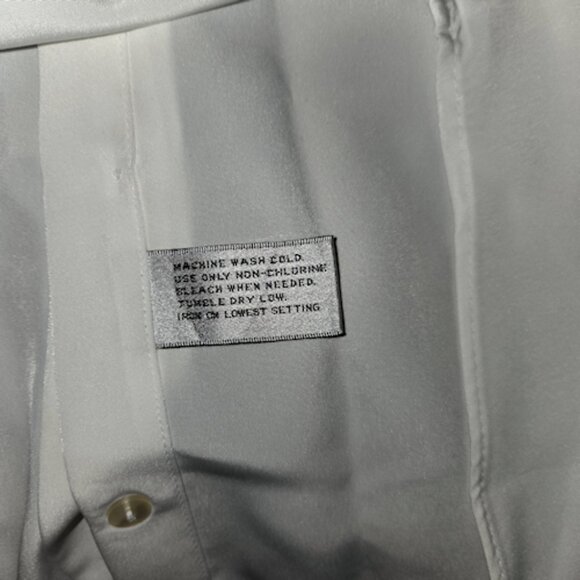 MACHINE WASH COLD.
USE ONLY NON-CHLORINE
BLEACH WHEN NEEDED.
TUMBLE DRY LOW.
IRON ON LOWEST SETTING